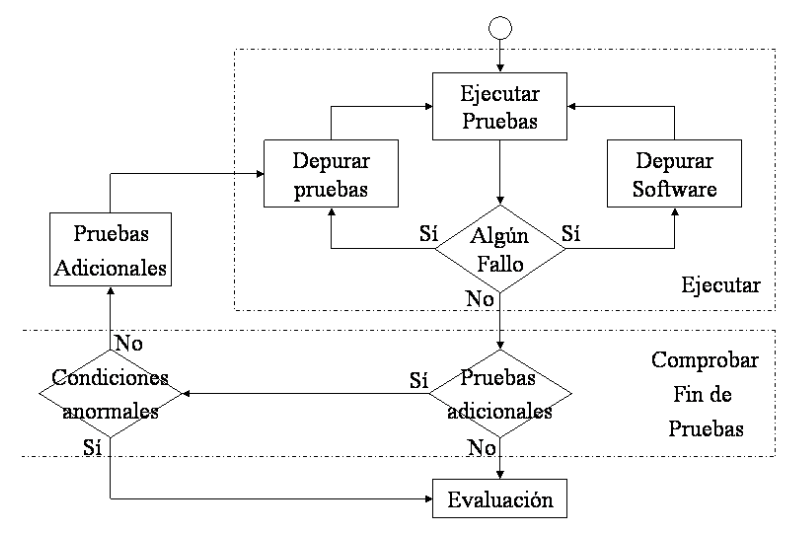 Ejecutar
Pruebas
Depurar
pruebas
Depurar
Software
Pruebas
Adicionales
Sí
Algún
Fallo
Sí
Ejecutar
No
No
Condiciones
anormales
Sí
Pruebas
adicionales
Comprobar
Fin de
Pruebas
Sí
No
Evaluación